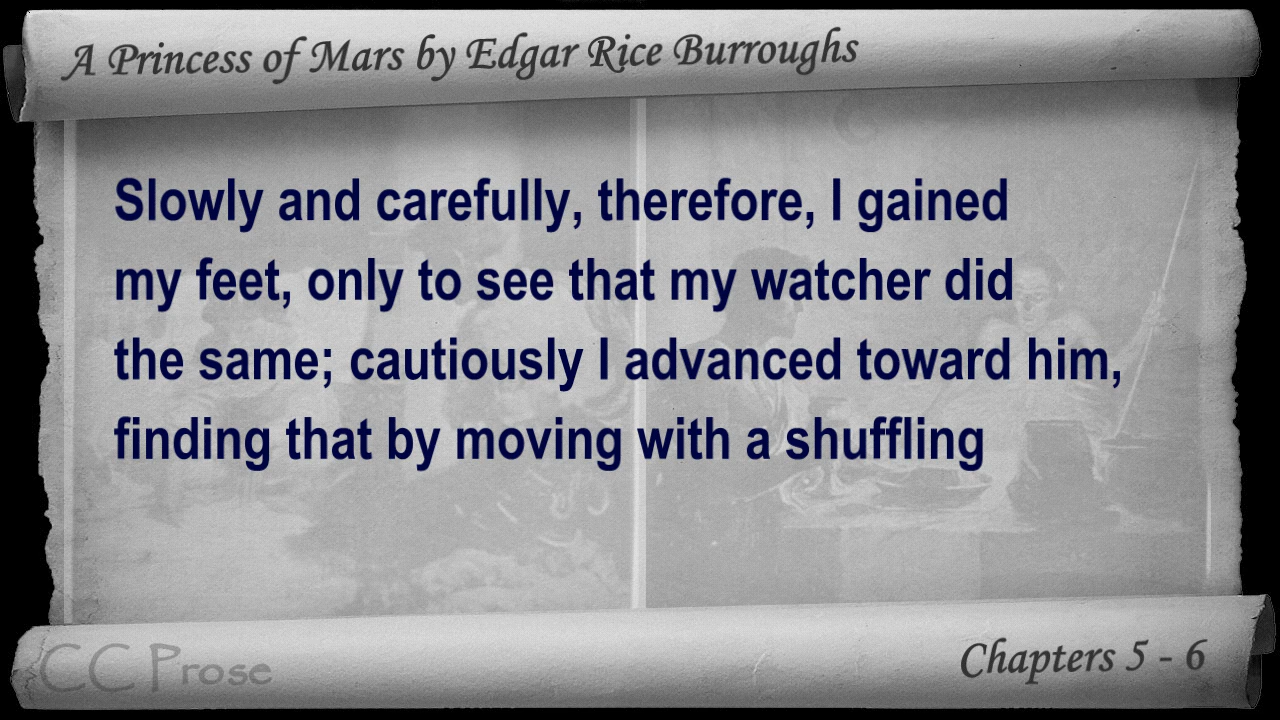 A Princess of Mars by Edgar Rice Burroughs
Slowly and carefully, therefore, I gained
my feet, only to see that my watcher did
the same; cautiously I advanced toward him,
finding that by moving with a shuffling
CC Prose
Chapters 5 - 6